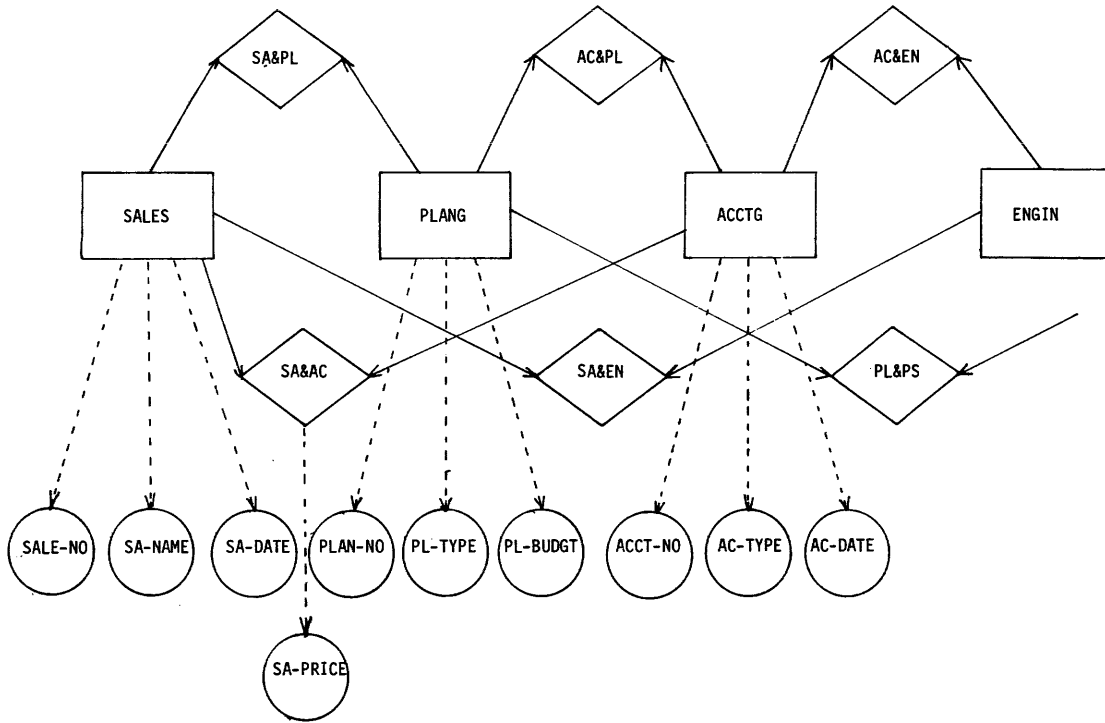 SA&PL
AC&PL
AC&EN
SALES
PLANG
ACCTG
ENGIN
SA&AC
SA&EN
PL&PS
SALE-NO
SA-NAME
SA-DATE
PLAN-NO
PL-TYPE
PL-BUDGT
ACCT-NO
AC-TYPE
AC-DATE
SA-PRICE